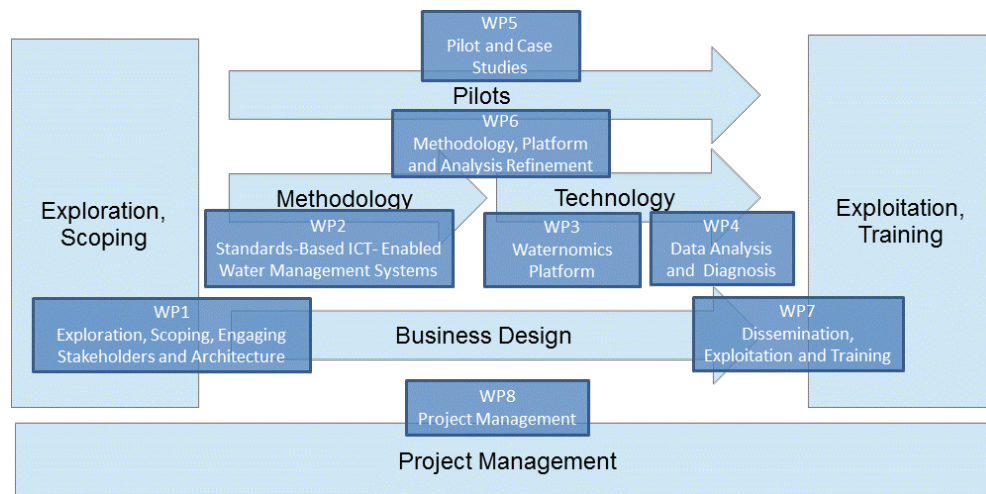 WP5
Pilot and Case
Studies
Pilots
WP6
Methodology, Platform
and Analysis Refinement
Exploration,
Scoping
Methodology
Technology
Exploitation,
Training
WP2
Standards-Based ICT- Enabled
Water Management Systems
WP3
Waternomics
Platform
WP4
Data Analysis
and Diagnosis
WP1
Exploration, Scoping, Engaging
Stakeholders and Architecture
Business Design
WP7
Dissemination,
Exploitation and Training
WP8
Project Management
Project Management